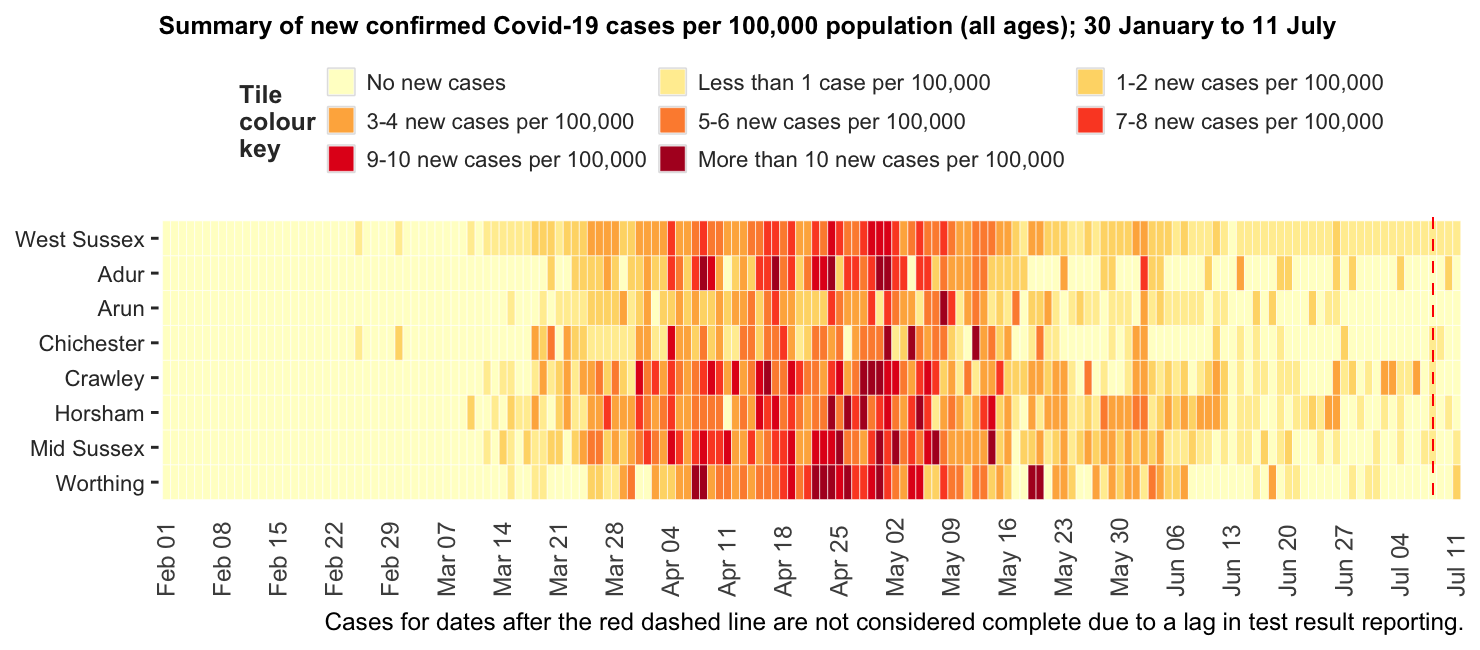 Summary of new confirmed Covid-19 cases per 100,000 population (all ages); 30 January to 11 July
Tile
colour
key
No new cases
Less than 1 case per 100,000
1-2 new cases per 100,000
3-4 new cases per 100,000
5-6 new cases per 100,000
7-8 new cases per 100,000
9-10 new cases per 100,000
More than 10 new cases per 100,000
West Sussex
Adur
Arun
Chichester
Crawley
Horsham
Mid Sussex
Worthing
Feb 01
Feb 08
Feb 15
Feb 22
Feb 29
Mar 07
Mar 14
Mar 21
Mar 28
Apr 04
Apr 11
Apr 18
Apr 25
May 02
May 09
May 16
May 23
May 30
Jun 06
Jun 13
Jun 20
Jun 27
Jul 04
Jul 11
Cases for dates after the red dashed line are not considered complete due to a lag in test result reporting.